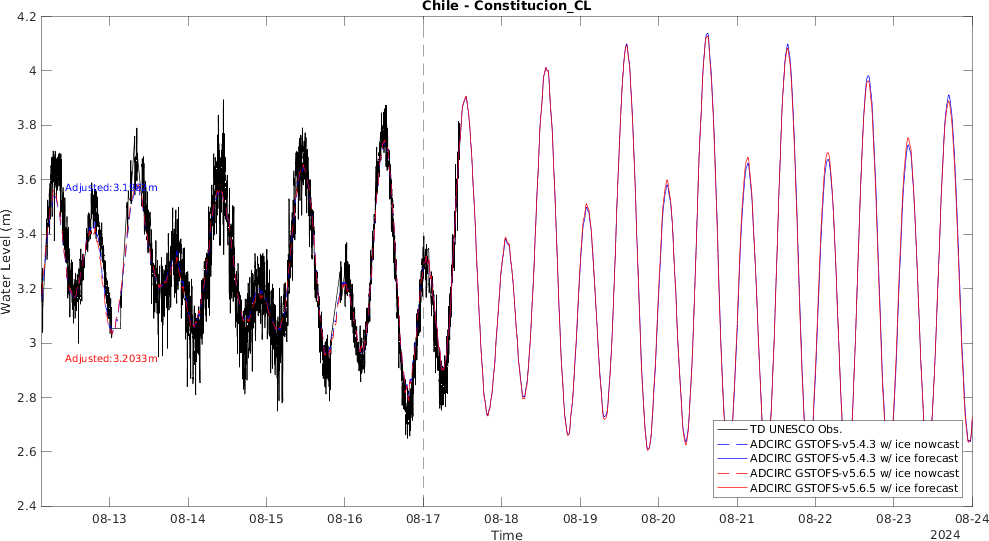 Chile - Constitucion_CL
Water Level (m)
4.2
4
3.8
3.6
3.4
3.2
3
2.8
2.6
2.4
Adjusted:3.2033m
TD UNESCO Obs.
ADCIRC GSTOFS-v5.4.3 w/ ice nowcast
ADCIRC GSTOFS-v5.4.3 w/ ice forecast
ADCIRC GSTOFS-v5.6.5 w/ ice nowcast
ADCIRC GSTOFS-v5.6.5 w/ ice forecast
08-13 08-14 08-15 08-16 08-17 08-18 08-19 08-20 08-21 08-22 08-23 08-24
Time
2024